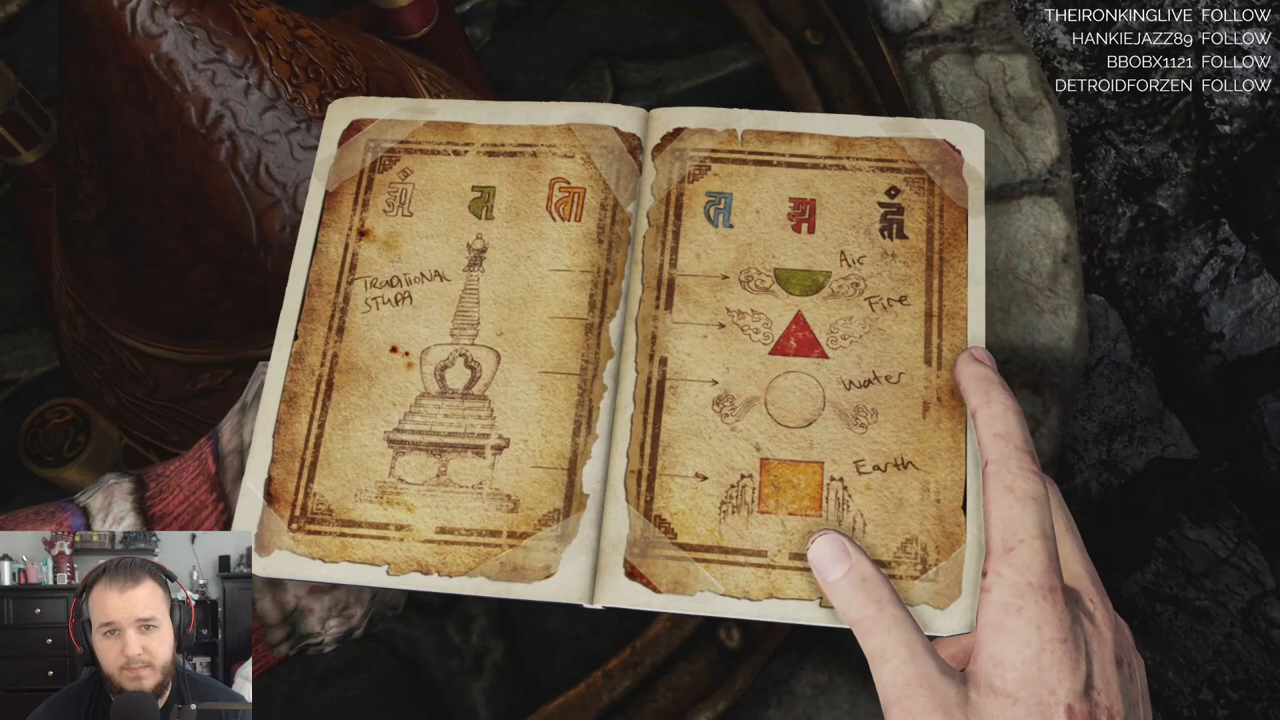 THEIRONKINGLIVE FOLLOW
HANKIEJAZZ89 FOLLOW
BBOBX1121 FOLLOW
DETROIDFORZEN FOLLOW
TRADITIONAL
STUPA
Air
Fire
Water
Earth